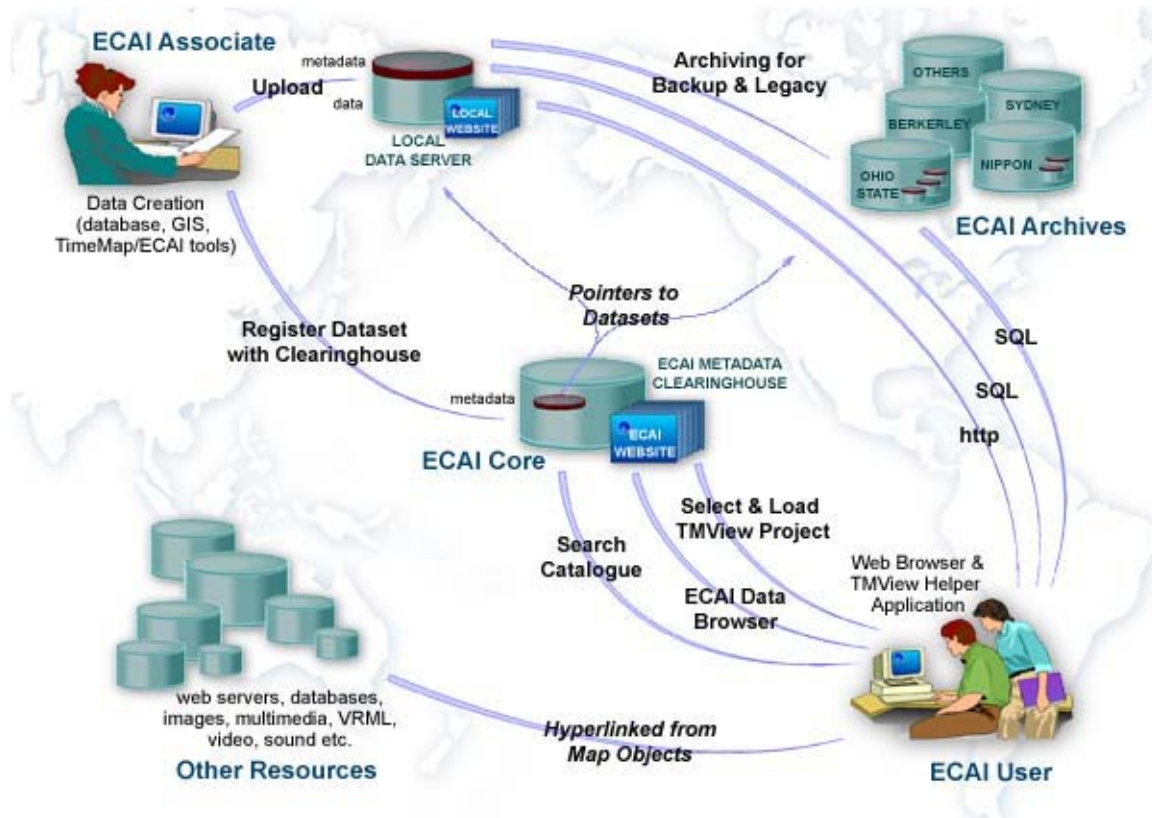 ECAI Associate
metadata
Upload
data
LOCAL
WEBSITE
LOCAL
DATA SERVER
Archiving for
Backup & Legacy
OTHERS
SYDNEY
BERKERLEY
NIPPON
OHIO
STATE
ECAI Archives
Data Creation
(database, GIS,
TimeMap/ECAI tools)
Pointers to
Datasets
Register Dataset
with Clearinghouse
SQL
SQL
http
ECAI METADATA
CLEARINGHOUSE
metadata
ECAI
WEBSITE
ECAI Core
Select & Load
TMView Project
Search
Catalogue
ECAI Data
Browser
Web Browser &
TMView Helper
Application
web servers, databases,
images, multimedia, VRML,
video, sound etc.
Other Resources
Hyperlinked from
Map Objects
ECAI User